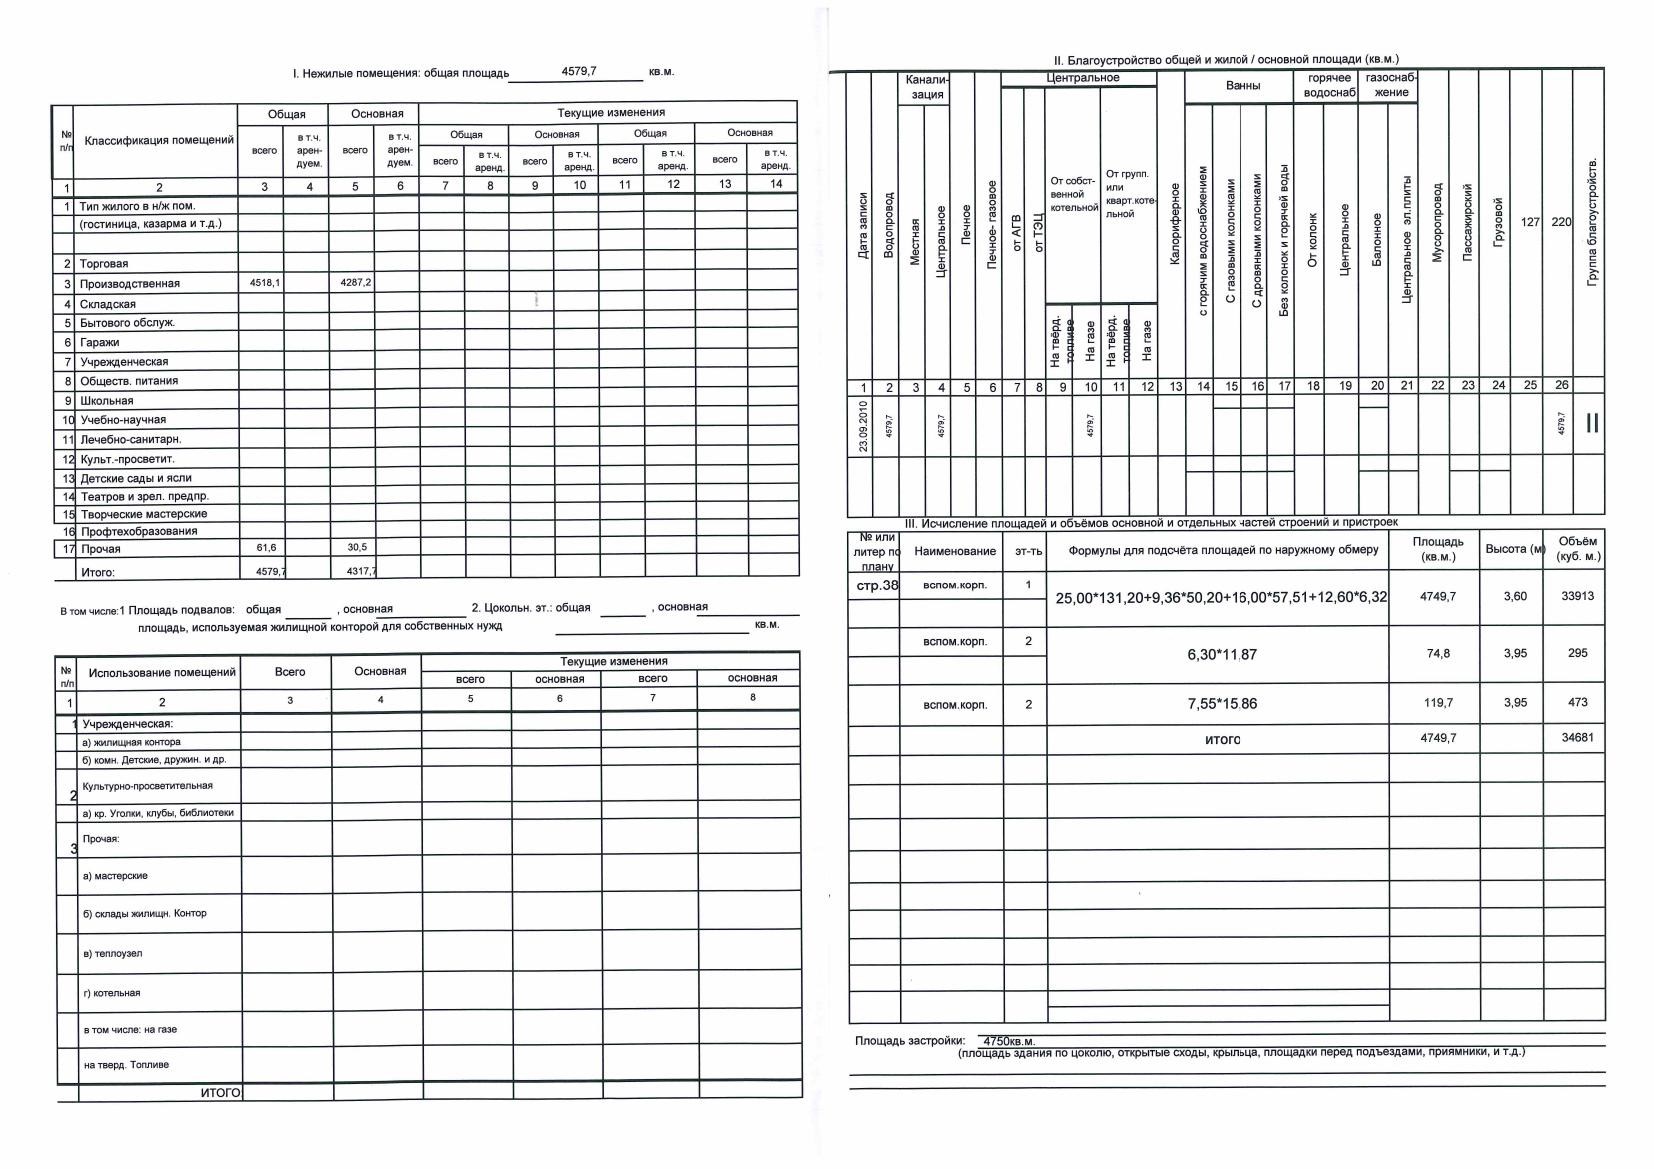 I. Нежилые помещения: общая площадь 4579,7 кв.м.
№ п/п Классификация помещений Общая Основная Текущие изменения
Общая Основная Общая Основная
всего в т.ч. арен-дуем. всего в т.ч. арен-дуем. всего в т.ч. аренд. всего в т.ч. аренд. всего в т.ч. аренд. всего в т.ч. аренд.
1 2 3 4 5 6 7 8 9 10 11 12 13 14
1 Тип жилого в н/ж пом.
(гостиница, казарма и т.д.)
2 Торговая
3 Производственная 4518,1 4287,2
4 Складская
5 Бытового обслуж.
6 Гаражи
7 Учрежденческая
8 Обществ. питания
9 Школьная
10 Учебно-научная
11 Лечебно-санитарн.
12 Культ.-просветит.
13 Детские сады и ясли
14 Театров и зрел. предпр.
15 Творческие мастерские
16 Профтехобразования
17 Прочая 61,6 30,5
Итого: 4579,7 4317,7
В том числе:1 Площадь подвалов: общая , основная 2. Цокольн. эт.: общая , основная
площадь, используемая жилищной конторой для собственных нужд кв.м.
№ п/п Использование помещений Всего Основная Текущие изменения
всего основная всего основная
1 2 3 4 5 6 7 8
1 Учрежденческая:
а) жилищная контора
б) комн. Детские, дружин. и др.
2 Культурно-просветительная
а) кр. Уголки, клубы, библиотеки
3 Прочая:
а) мастерские
б) склады жилищн. Контор
в) теплоузел
г) котельная
в том числе: на газе
на тверд. Топливе
ИТОГО
II. Благоустройство общей и жилой / основной площади (кв.м.)
Канали-зация Центральное Ванны горячее водоснаб газоснаб-жение
Дата записи
Водопровод
Местная
Центральное
Печное
Печное- газовое
от АГВ
от ТЭЦ
От собст-венной котельной
На твёрд. топливе
На газе
От групп. или кварт.коте-льной
На твёрд. топливе
На газе
Калориферное
с горячим водоснабжением
С газовыми колонками
С дровяными колонками
Без колонок и горячей воды
От колонк
Центральное
Балонное
Центральное эл.плиты
Мусоропровод
Пассажирский
Грузовой
127
220
Группа благоустройств.
1 2 3 4 5 6 7 8 9 10 11 12 13 14 15 16 17 18 19 20 21 22 23 24 25 26
23.09.2010 4579,7 4579,7 4579,7 4579,7 II
III. Исчисление площадей и объёмов основной и отдельных частей строений и пристроек
№ или литер по плану Наименование эт-ть Формулы для подсчёта площадей по наружному обмеру Площадь (кв.м.) Высота (м) Объём (куб. м.)
стр.38 вспом.корп. 1 25,00*131,20+9,36*50,20+16,00*57,51+12,60*6,32 4749,7 3,60 33913
вспом.корп. 2 6,30*11,87 74,8 3,95 295
вспом.корп. 2 7,55*15,86 119,7 3,95 473
итого 4749,7 34681
Площадь застройки: 4750кв.м.
(площадь здания по цоколю, открытые сходы, крыльца, площадки перед подъездами, приямники, и т.д.)